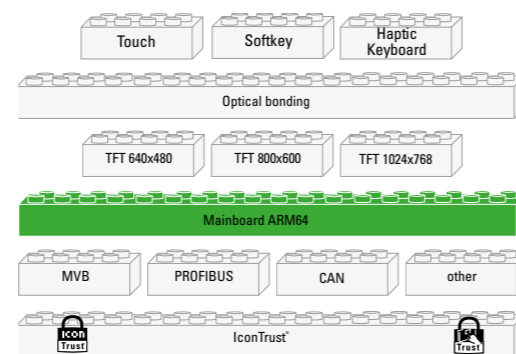 Touch
Softkey
Haptic
Keyboard
Optical bonding
TFT 640x480
TFT 800x600
TFT 1024x768
Mainboard ARM64
MVB
PROFIBUS
CAN
other
Icon
Trust
IconTrust®
Trust